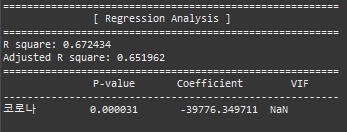 ======================================================
[ Regression Analysis ]
======================================================
R square: 0.672434
Adjusted R square: 0.651962
======================================================
P-value Coefficient VIF
------------------------------------------------------
코로나 0.000031 -39776.349711 NaN